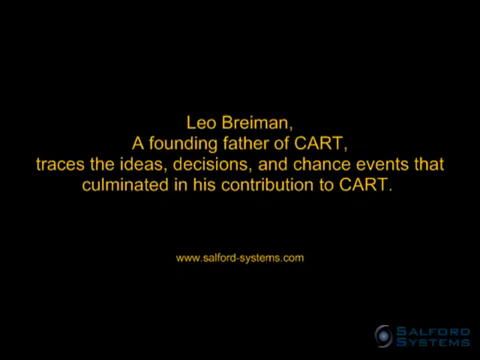 Leo Breiman,
A founding father of CART,
traces the ideas, decisions, and chance events that
culminated in his contribution to CART.
www.salford-systems.com
SALFORD
SYSTEMS